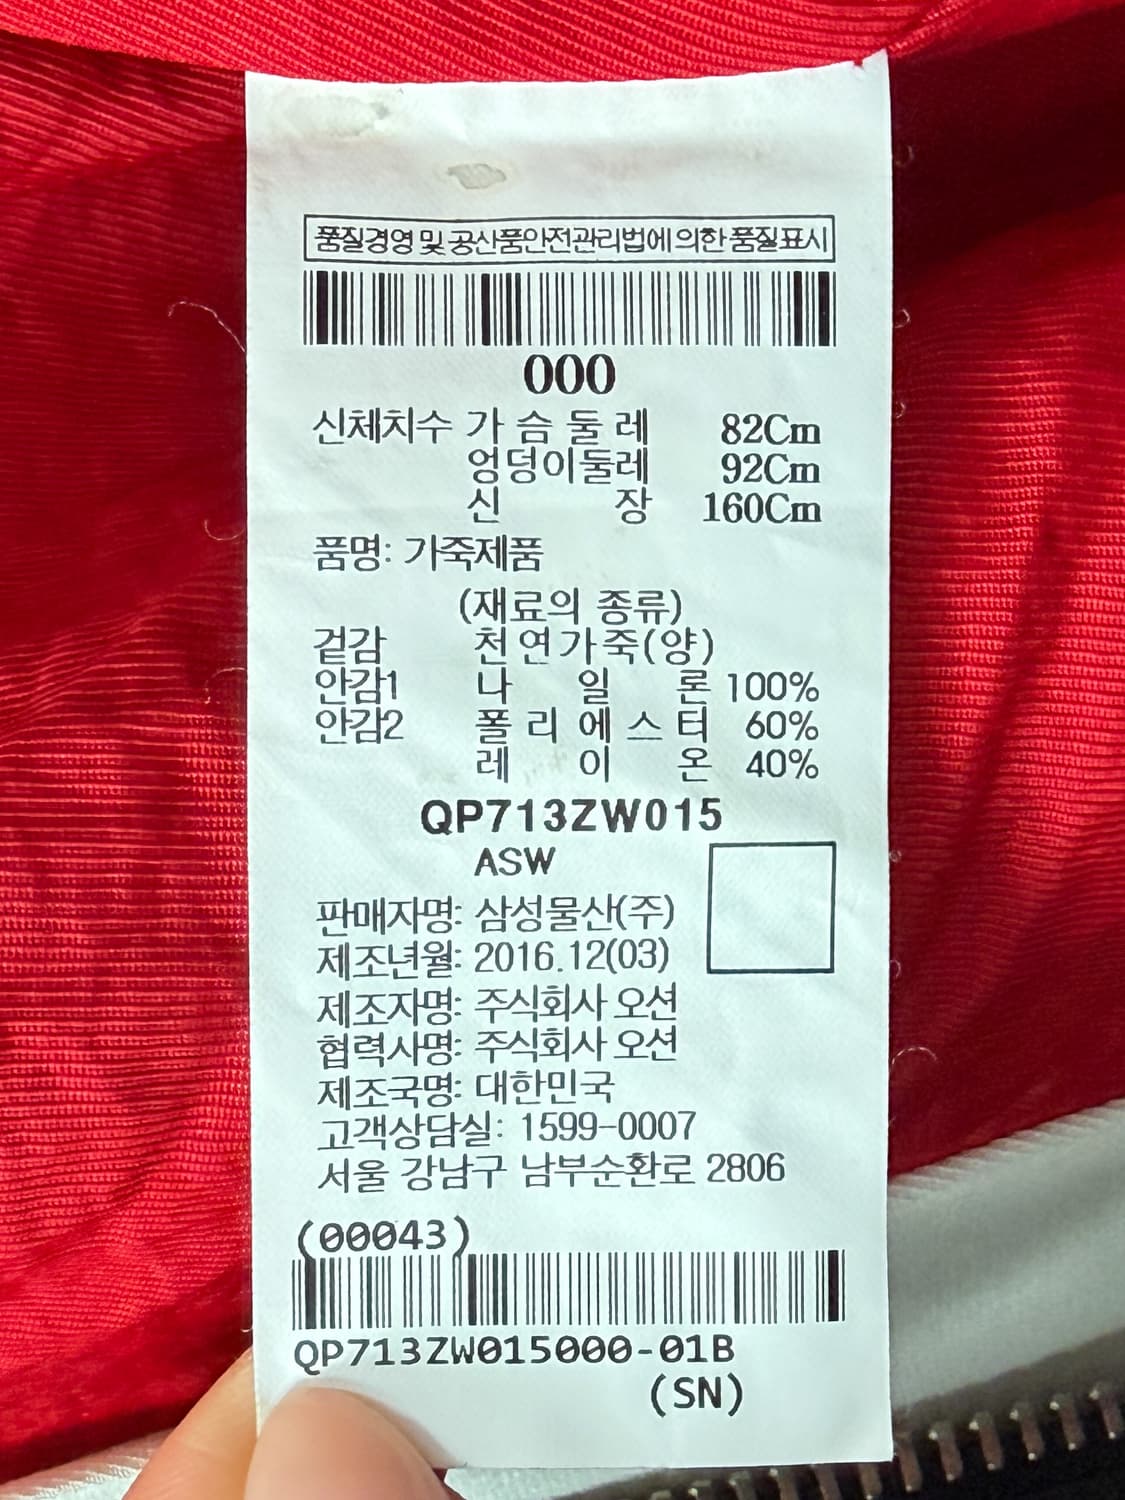 품질경영 및 공산품안전관리법에 의한 품질표시
000
신체치수 가슴둘레 82Cm
엉덩이둘레 92Cm
신장 160Cm
품명: 가죽제품
(재료의 종류)
겉감 천연가죽(양)
안감1 나일론 100%
안감2 폴리에스터 60%
레이온 40%
QP713ZW015
ASW
판매자명: 삼성물산(주)
제조년월: 2016.12(03)
제조자명: 주식회사 오션
협력사명: 주식회사 오션
제조국명: 대한민국
고객상담실: 1599-0007
서울 강남구 남부순환로 2806
(00043)
QP713ZW015000-01B
(SN)